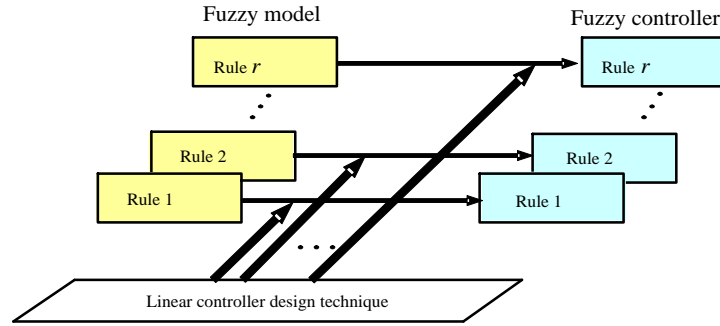 Fuzzy model
Fuzzy controller
Rule r
Rule r
Rule 2
Rule 2
Rule 1
Rule 1
Linear controller design technique